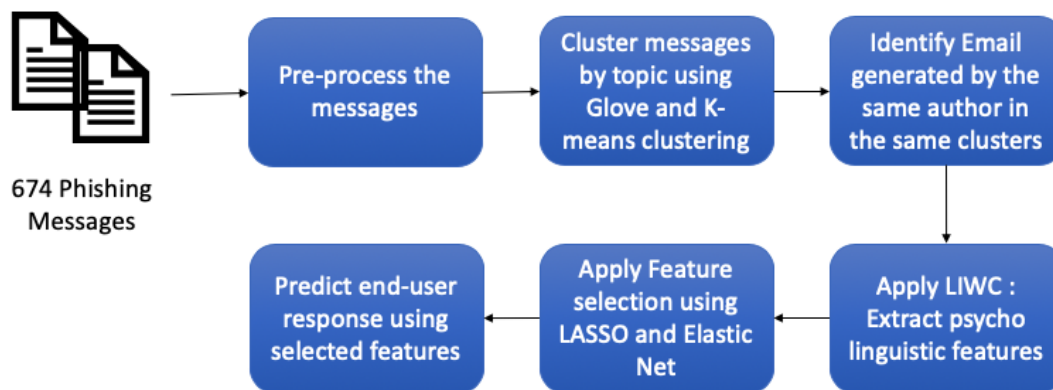 674 Phishing
Messages
Pre-process the
messages
Cluster messages
by topic using
Glove and K-
means clustering
Identify Email
generated by the
same author in
the same clusters
Apply LIWC :
Extract psycho
linguistic features
Apply Feature
selection using
LASSO and Elastic
Net
Predict end-user
response using
selected features